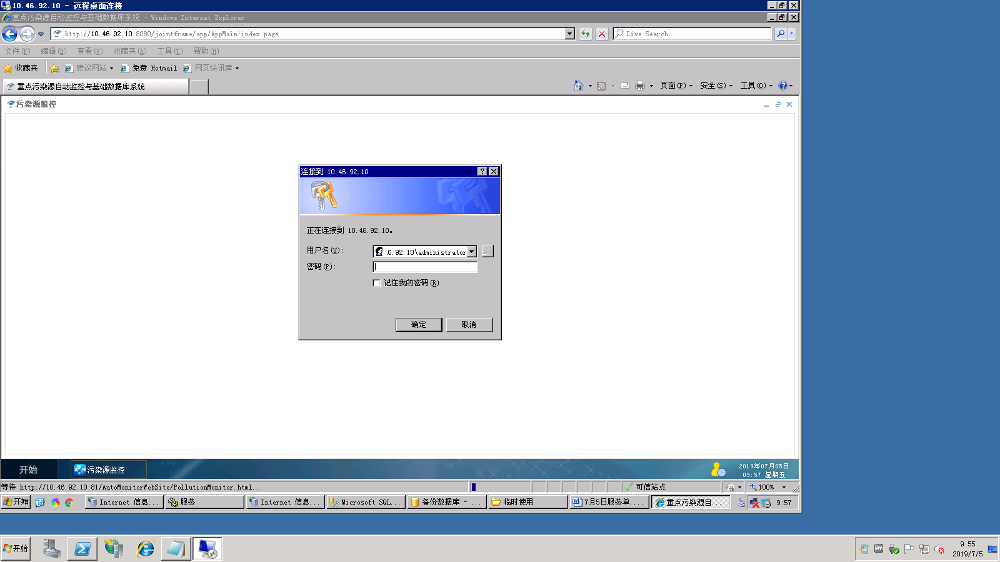 10.46.92.10 - 远程桌面连接
重点污染源自动监控与基础数据库系统 - Windows Internet Explorer
http://10.46.92.10:8080/jointframe/app/AppMain!index.page
Live Search
文件(F) 编辑(E) 查看(V) 收藏夹(A) 工具(T) 帮助(H)
收藏夹 建议网站 免费 Hotmail 网页快讯库
重点污染源自动监控与基础数据库系统
页面(P) 安全(S) 工具(O)
污染源监控
连接到 10.46.92.10
正在连接到 10.46.92.10。
用户名(U): 6.92.10\administrator
密码(P):
记住我的密码(R)
确定 取消
开始 污染源监控
2019年07月05日
09:57 星期五
等待 http://10.46.92.10:81/AutoMonitorWebSite/PollutionMonitor.html...
可信站点 100%
开始 Internet 信息... 服务 Internet 信息... Microsoft SQL... 备份数据库 - ... 临时使用 7月5日服务单.... 重点污染源自.... 9:57
开始
9:55
2019/7/5